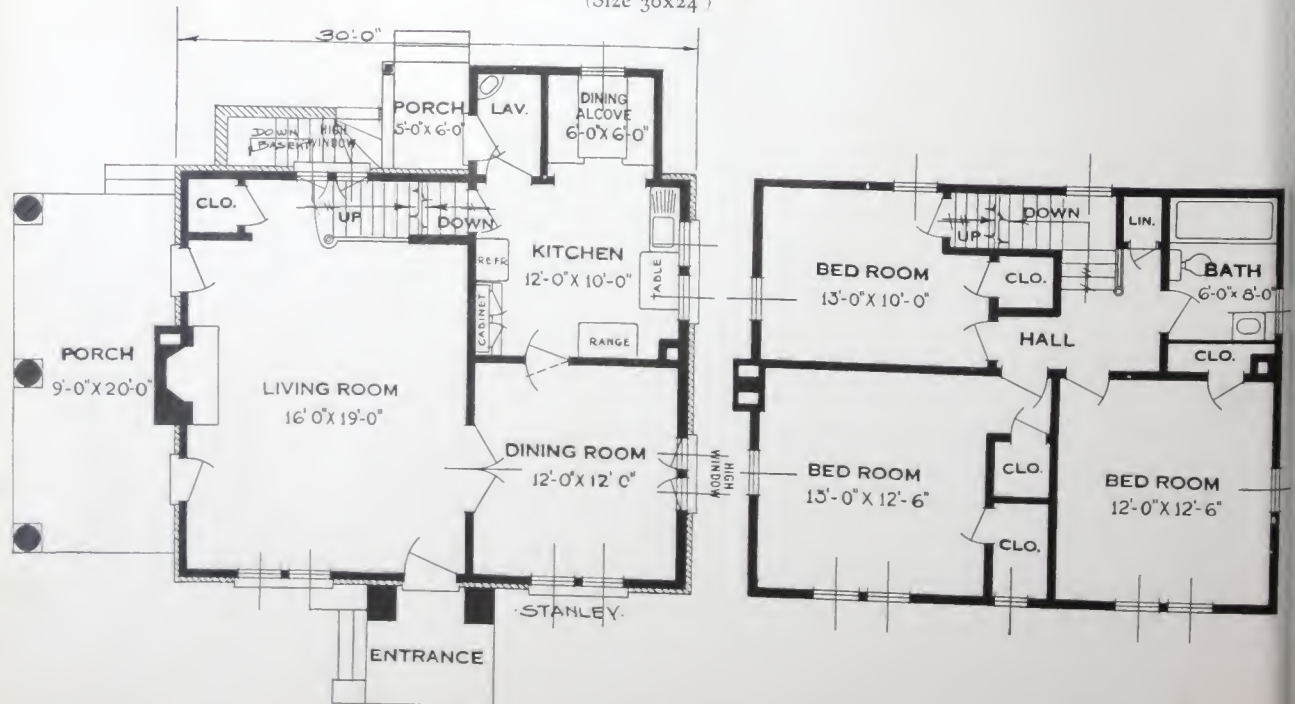 (Size 30x24)
30'-0"
PORCH
5'-0" X 6'-0"
LAV.
DINING
ALCOVE
6'-0" X 6'-0"
DOWN
BASEM'T
HIGH
WINDOW
CLO.
UP
DOWN
KITCHEN
12'-0" X 10'-0"
REFR.
CABINET
TABLE
RANGE
PORCH
9'-0" X 20'-0"
LIVING ROOM
16' 0" X 19'-0"
DINING ROOM
12'-0" X 12' 0"
HIGH
WINDOW
STANLEY.
ENTRANCE
BED ROOM
13'-0" X 10'-0"
UP
DOWN
LIN.
CLO.
BATH
6'-0" X 8'-0"
HALL
CLO.
BED ROOM
13'-0" X 12'-6"
CLO.
CLO.
BED ROOM
12'-0" X 12'-6"